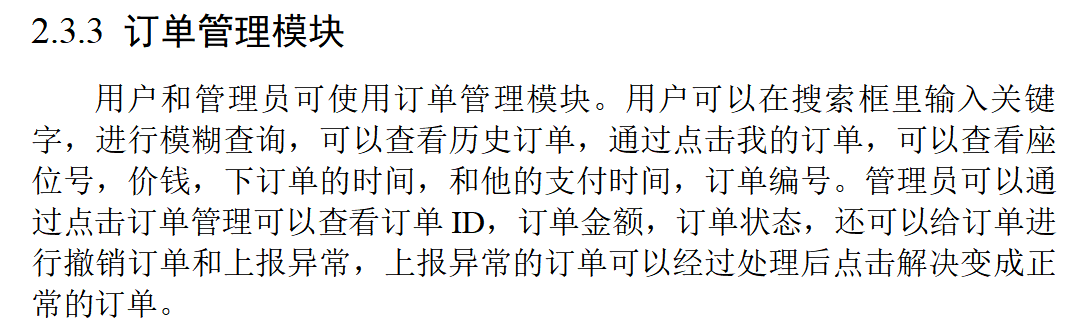 2.3.3 订单管理模块
用户和管理员可使用订单管理模块。用户可以在搜索框里输入关键
字，进行模糊查询，可以查看历史订单，通过点击我的订单，可以查看座
位号，价钱，下订单的时间，和他的支付时间，订单编号。管理员可以通
过点击订单管理可以查看订单 ID，订单金额，订单状态，还可以给订单进
行撤销订单和上报异常，上报异常的订单可以经过处理后点击解决变成正
常的订单。